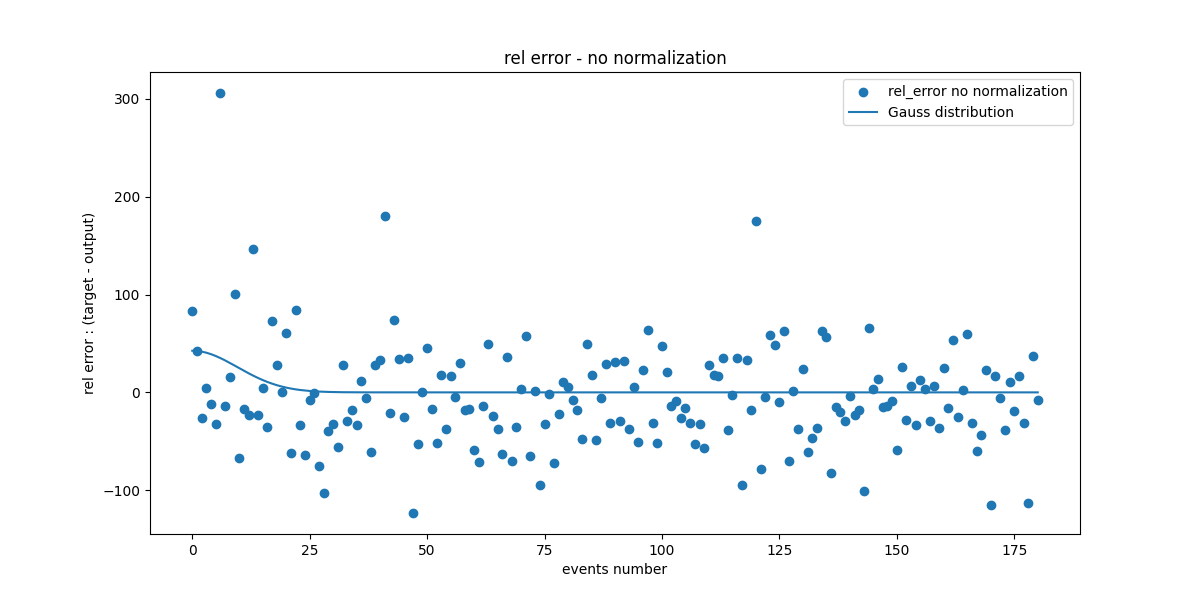 rel error - no normalization
rel_error no normalization
Gauss distribution
rel error : (target - output)
300
200
100
0
−100
0
25
50
75
100
125
150
175
events number